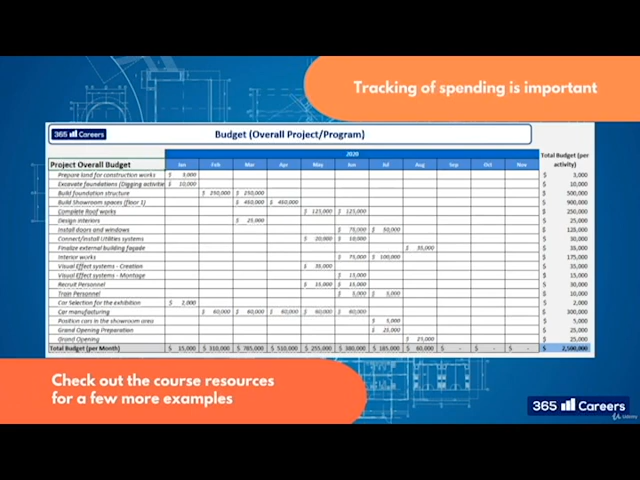 Tracking of spending is important
365 Careers
Budget (Overall Project/Program)
2020
Total Budget (per activity)
Project Overall Budget Jan Feb Mar Apr May Jun Jul Aug Sep Oct Nov
Prepare land for construction works $ 3,000 $ 3,000
Excavate foundations (Digging activitie $ 10,000 $ 10,000
Build foundation structure $ 250,000 $ 250,000 $ 500,000
Build Showroom spaces (floor 1) $ 450,000 $ 450,000 $ 900,000
Complete Roof works $ 125,000 $ 125,000 $ 250,000
Design interiors $ 25,000 $ 25,000
Install doors and windows $ 75,000 $ 50,000 $ 125,000
Connect/Install Utilities systems $ 20,000 $ 10,000 $ 30,000
Finalize external building façade $ 35,000 $ 35,000
Interior works $ 75,000 $ 100,000 $ 175,000
Visual Effect systems - Creation $ 35,000 $ 35,000
Visual Effect systems - Montage $ 15,000 $ 15,000
Recruit Personnel $ 15,000 $ 15,000 $ 30,000
Train Personnel $ 5,000 $ 5,000 $ 10,000
Car Selection for the exhibition $ 2,000 $ 2,000
Car manufacturing $ 60,000 $ 60,000 $ 60,000 $ 60,000 $ 60,000 $ 300,000
Position cars in the showroom area $ 5,000 $ 5,000
Grand Opening Preparation $ 25,000 $ 25,000
Grand Opening $ 25,000 $ 25,000
Total Budget (per Month) $ 15,000 $ 310,000 $ 785,000 $ 510,000 $ 255,000 $ 380,000 $ 185,000 $ 60,000 $ - $ - $ - $ 2,500,000
Check out the course resources
for a few more examples
365 Careers
Udemy